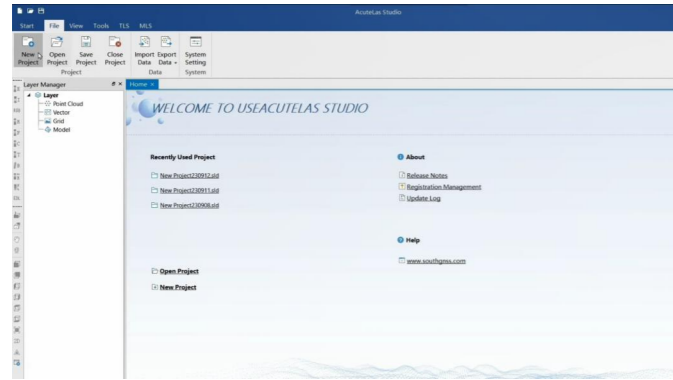 AcuteLas Studio
Start File View Tools TLS MLS
New Project
Open Project
Save Project
Close Project
Import Data
Export Data
System Setting
Project Data System
Layer Manager
Home
Layer
Point Cloud
Vector
Grid
Model
WELCOME TO USEACUTELAS STUDIO
Recently Used Project
New Project230912.sld
New Project230911.sld
New Project230908.sld
Open Project
New Project
About
Release Notes
Registration Management
Update Log
Help
www.southgnss.com